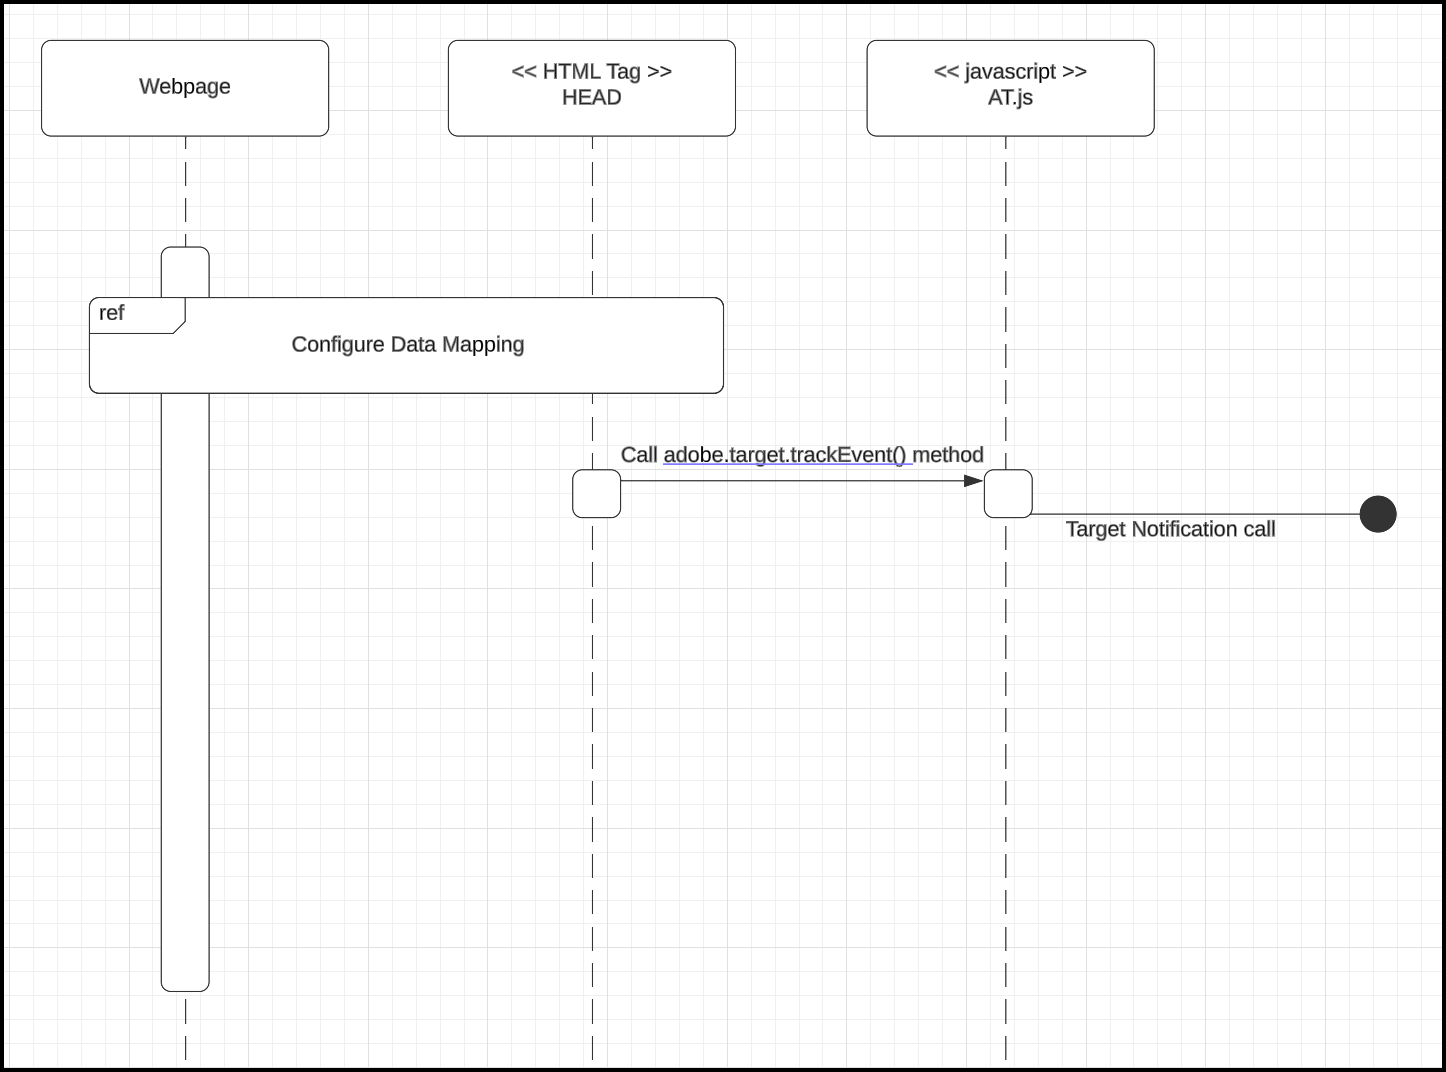 Webpage
<< HTML Tag >>
HEAD
<< javascript >>
AT.js
ref
Configure Data Mapping
Call adobe.target.trackEvent() method
Target Notification call